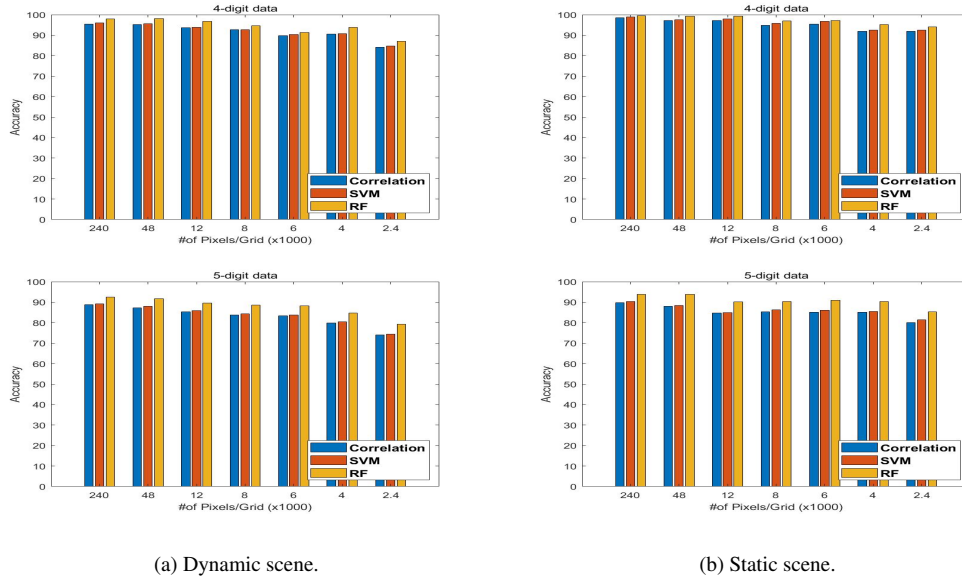 4-digit data
100
90
80
70
60
50
40
30
20
10
0
Accuracy
Correlation
SVM
RF
240 48 12 8 6 4 2.4
#of Pixels/Grid (x1000)
4-digit data
100
90
80
70
60
50
40
30
20
10
0
Accuracy
Correlation
SVM
RF
240 48 12 8 6 4 2.4
#of Pixels/Grid (x1000)
5-digit data
100
90
80
70
60
50
40
30
20
10
0
Accuracy
Correlation
SVM
RF
240 48 12 8 6 4 2.4
#of Pixels/Grid (x1000)
5-digit data
100
90
80
70
60
50
40
30
20
10
0
Accuracy
Correlation
SVM
RF
240 48 12 8 6 4 2.4
#of Pixels/Grid (x1000)
(a) Dynamic scene.
(b) Static scene.